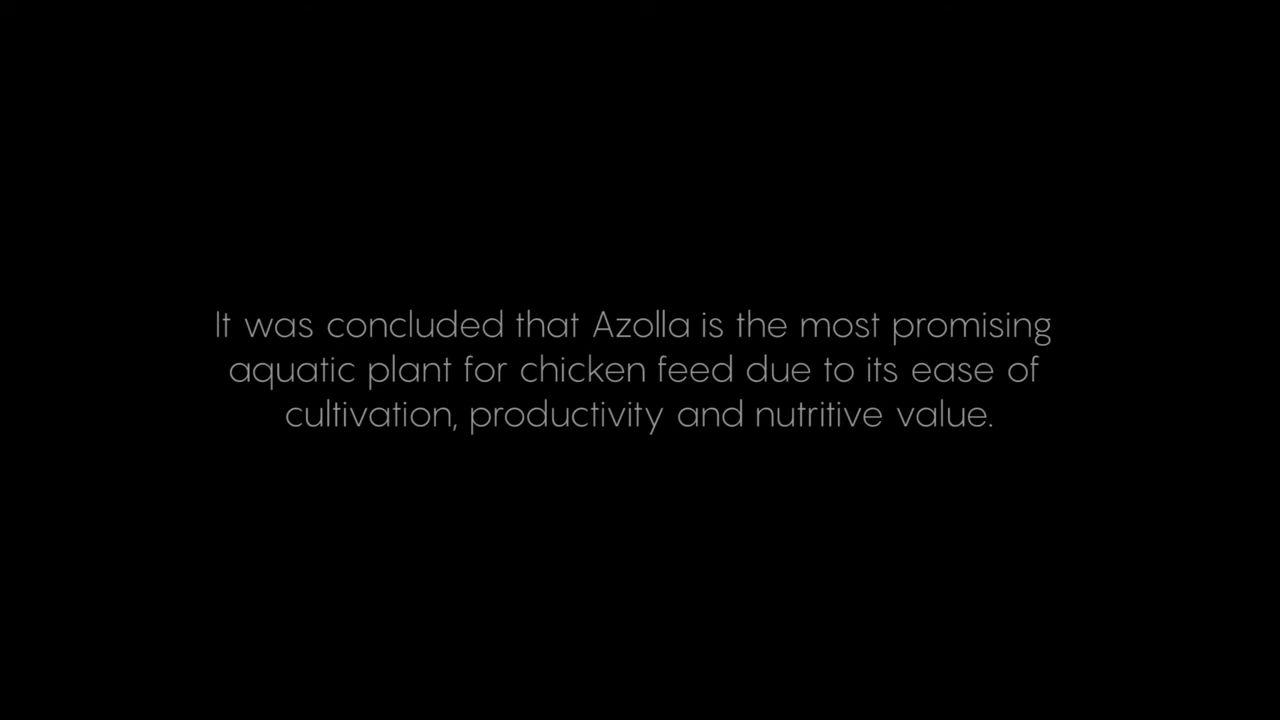 It was concluded that Azolla is the most promising
aquatic plant for chicken feed due to its ease of
cultivation, productivity and nutritive value.